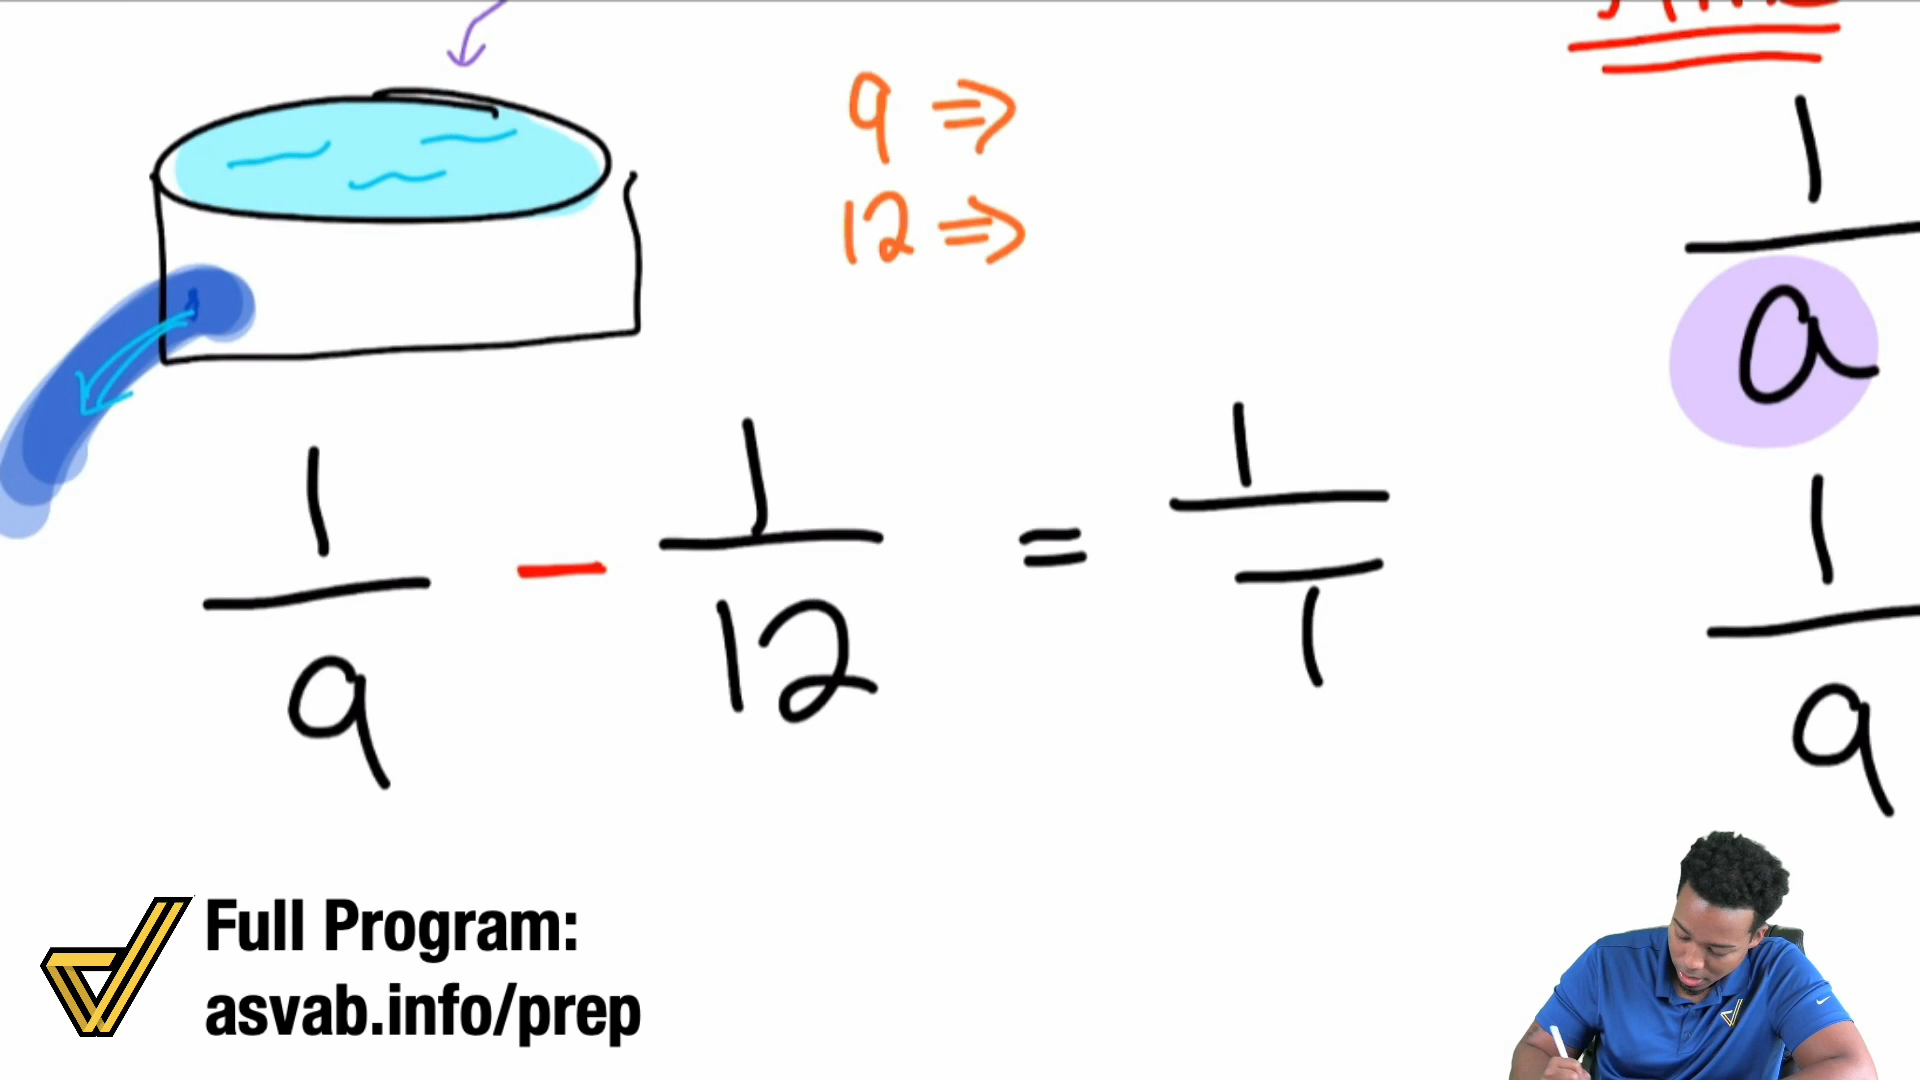 9 ⇒
12 ⇒
1/9 - 1/12 = 1/T
1/a
1/9
Full Program:
asvab.info/prep